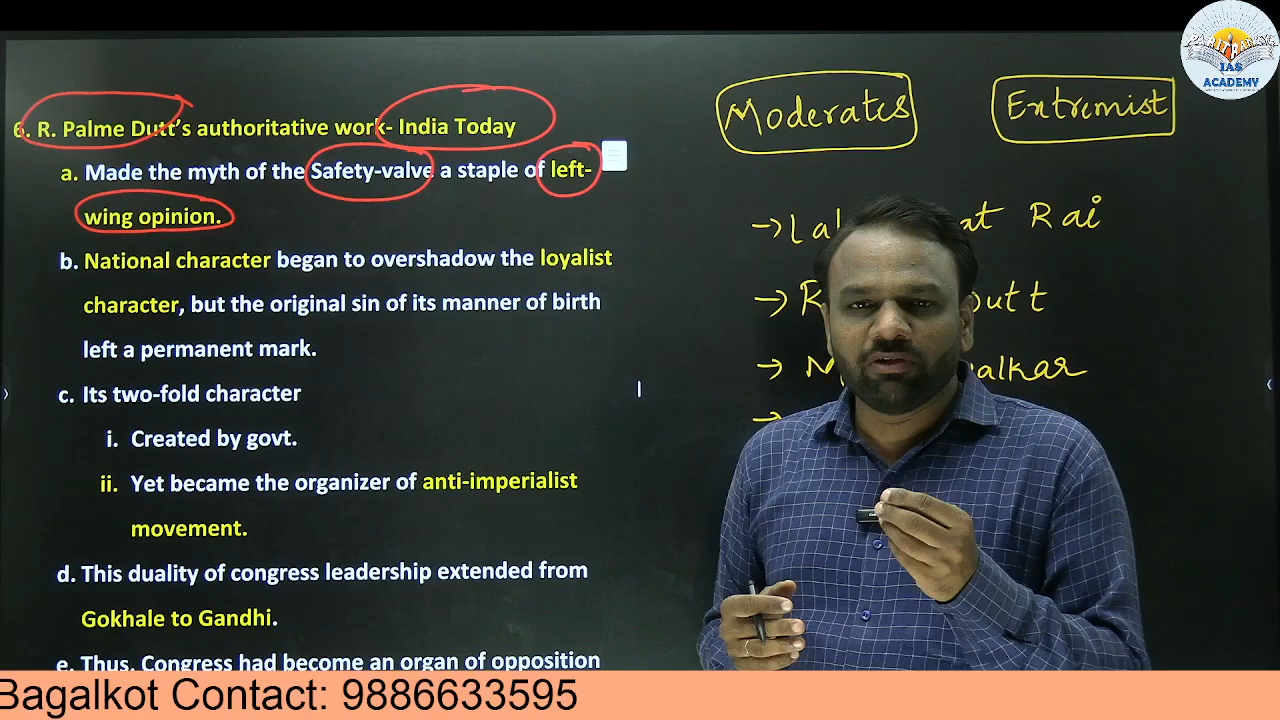 6. R. Palme Dutt's authoritative work- India Today
a. Made the myth of the Safety-valve a staple of left-
wing opinion.
b. National character began to overshadow the loyalist
character, but the original sin of its manner of birth
left a permanent mark.
c. Its two-fold character
i. Created by govt.
ii. Yet became the organizer of anti-imperialist
movement.
d. This duality of congress leadership extended from
Gokhale to Gandhi.
e. Thus, Congress had become an organ of opposition
Moderates
Extremist
Rai
IAS
ACADEMY
Bagalkot Contact: 9886633595